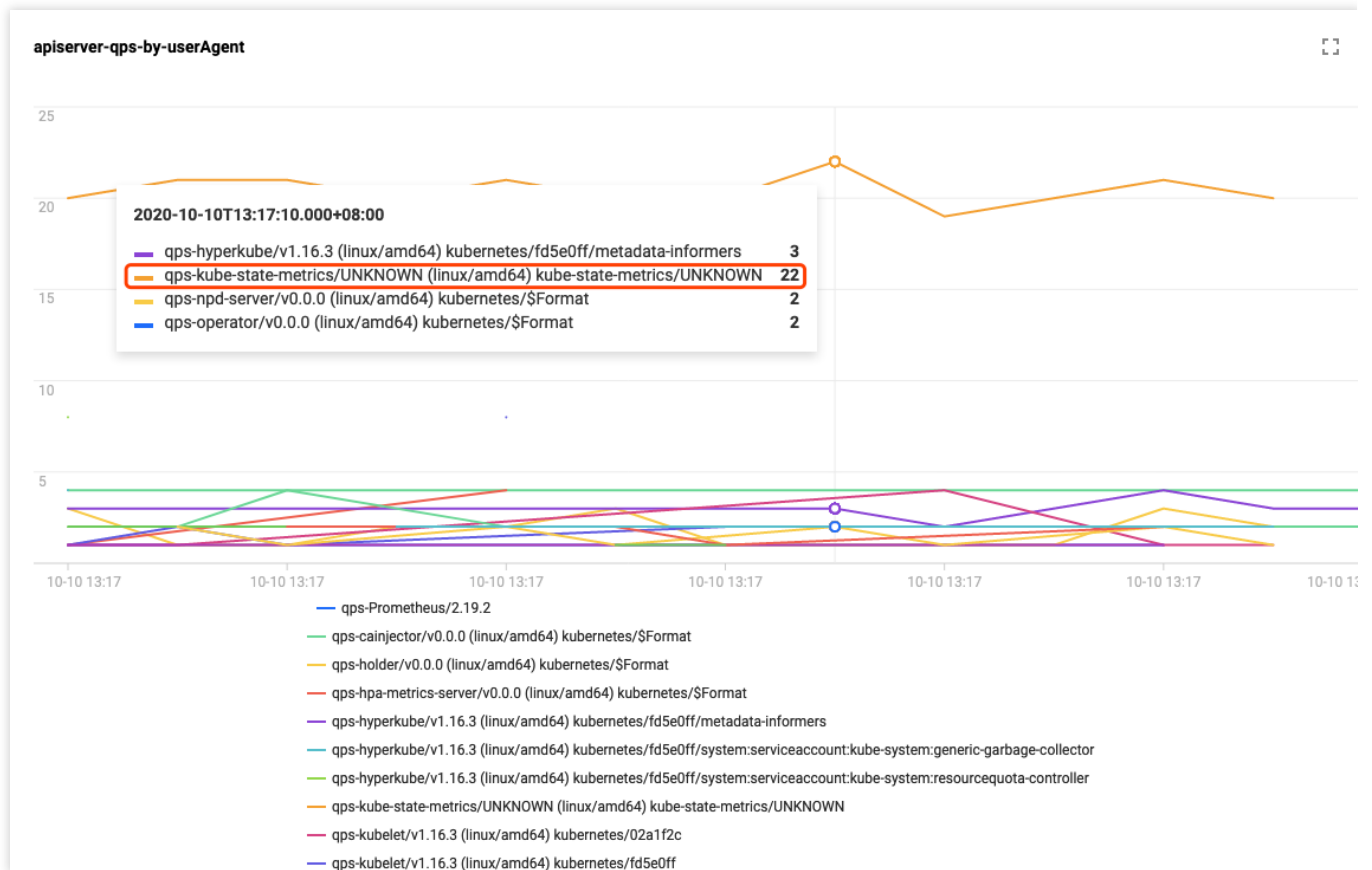 apiserver-qps-by-userAgent
25
20
2020-10-10T13:17:10.000+08:00
qps-hyperkube/v1.16.3 (linux/amd64) kubernetes/fd5e0ff/metadata-informers 3
qps-kube-state-metrics/UNKNOWN (linux/amd64) kube-state-metrics/UNKNOWN 22
qps-npd-server/v0.0.0 (linux/amd64) kubernetes/$Format 2
qps-operator/v0.0.0 (linux/amd64) kubernetes/$Format 2
15
10
5
10-10 13:17 10-10 13:17 10-10 13:17 10-10 13:17 10-10 13:17 10-10 13:17 10-10 13
qps-Prometheus/2.19.2
qps-cainjector/v0.0.0 (linux/amd64) kubernetes/$Format
qps-holder/v0.0.0 (linux/amd64) kubernetes/$Format
qps-hpa-metrics-server/v0.0.0 (linux/amd64) kubernetes/$Format
qps-hyperkube/v1.16.3 (linux/amd64) kubernetes/fd5e0ff/metadata-informers
qps-hyperkube/v1.16.3 (linux/amd64) kubernetes/fd5e0ff/system:serviceaccount:kube-system:generic-garbage-collector
qps-hyperkube/v1.16.3 (linux/amd64) kubernetes/fd5e0ff/system:serviceaccount:kube-system:resourcequota-controller
qps-kube-state-metrics/UNKNOWN (linux/amd64) kube-state-metrics/UNKNOWN
qps-kubelet/v1.16.3 (linux/amd64) kubernetes/02a1f2c
qps-kubelet/v1.16.3 (linux/amd64) kubernetes/fd5e0ff